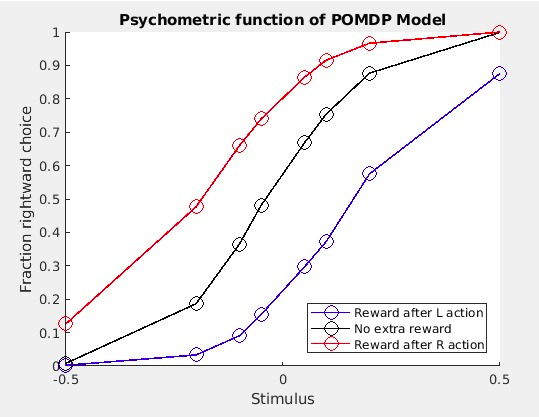 Psychometric function of POMDP Model
Fraction rightward choice
1
0.9
0.8
0.7
0.6
0.5
0.4
0.3
0.2
0.1
0
-0.5
0
0.5
Stimulus
Reward after L action
No extra reward
Reward after R action